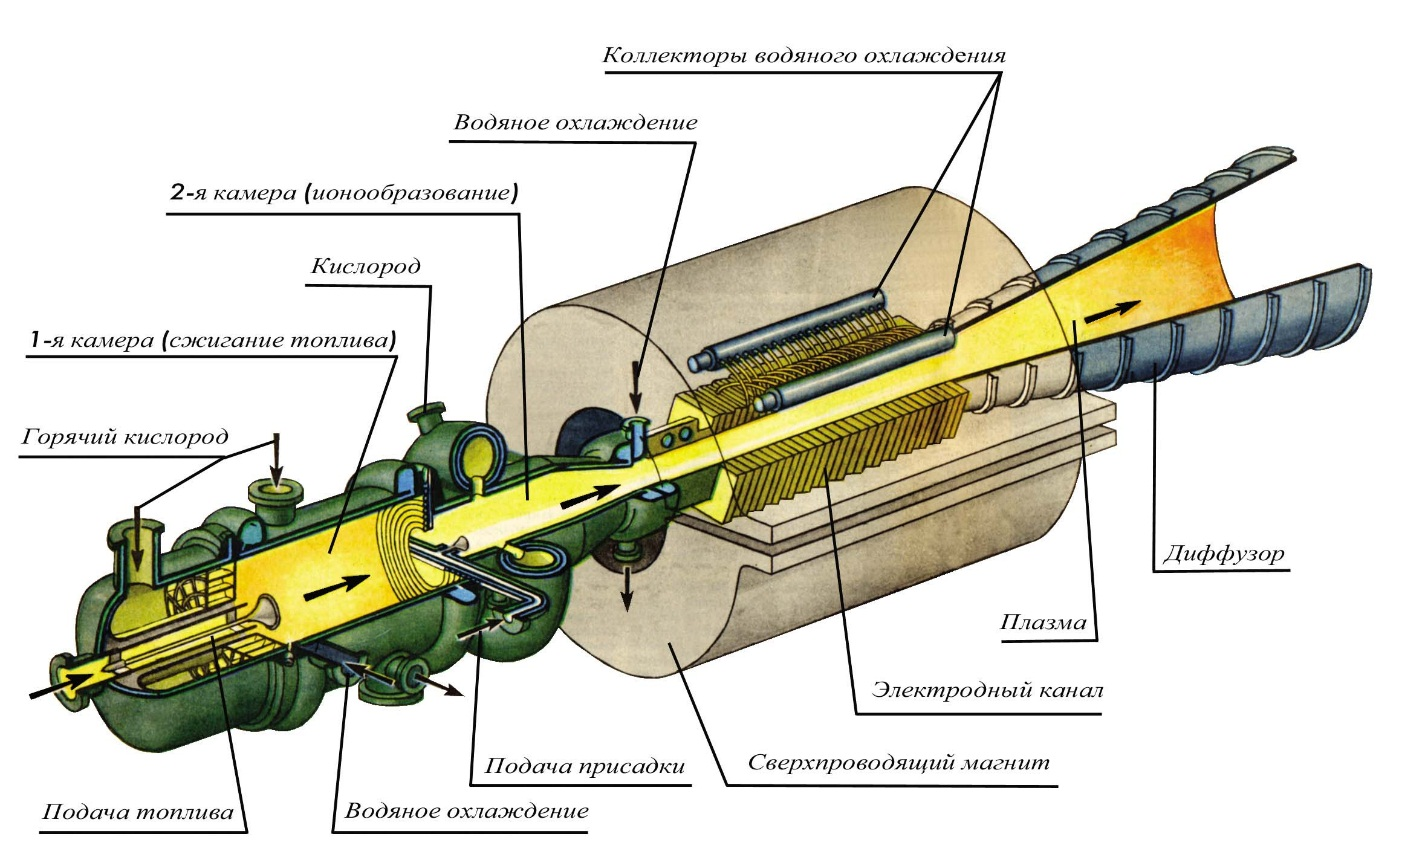 Коллекторы водяного охлаждения
Водяное охлаждение
2-я камера (ионообразование)
Кислород
1-я камера (сжигание топлива)
Горячий кислород
Диффузор
Плазма
Электродный канал
Сверхпроводящий магнит
Подача присадки
Подача топлива
Водяное охлаждение